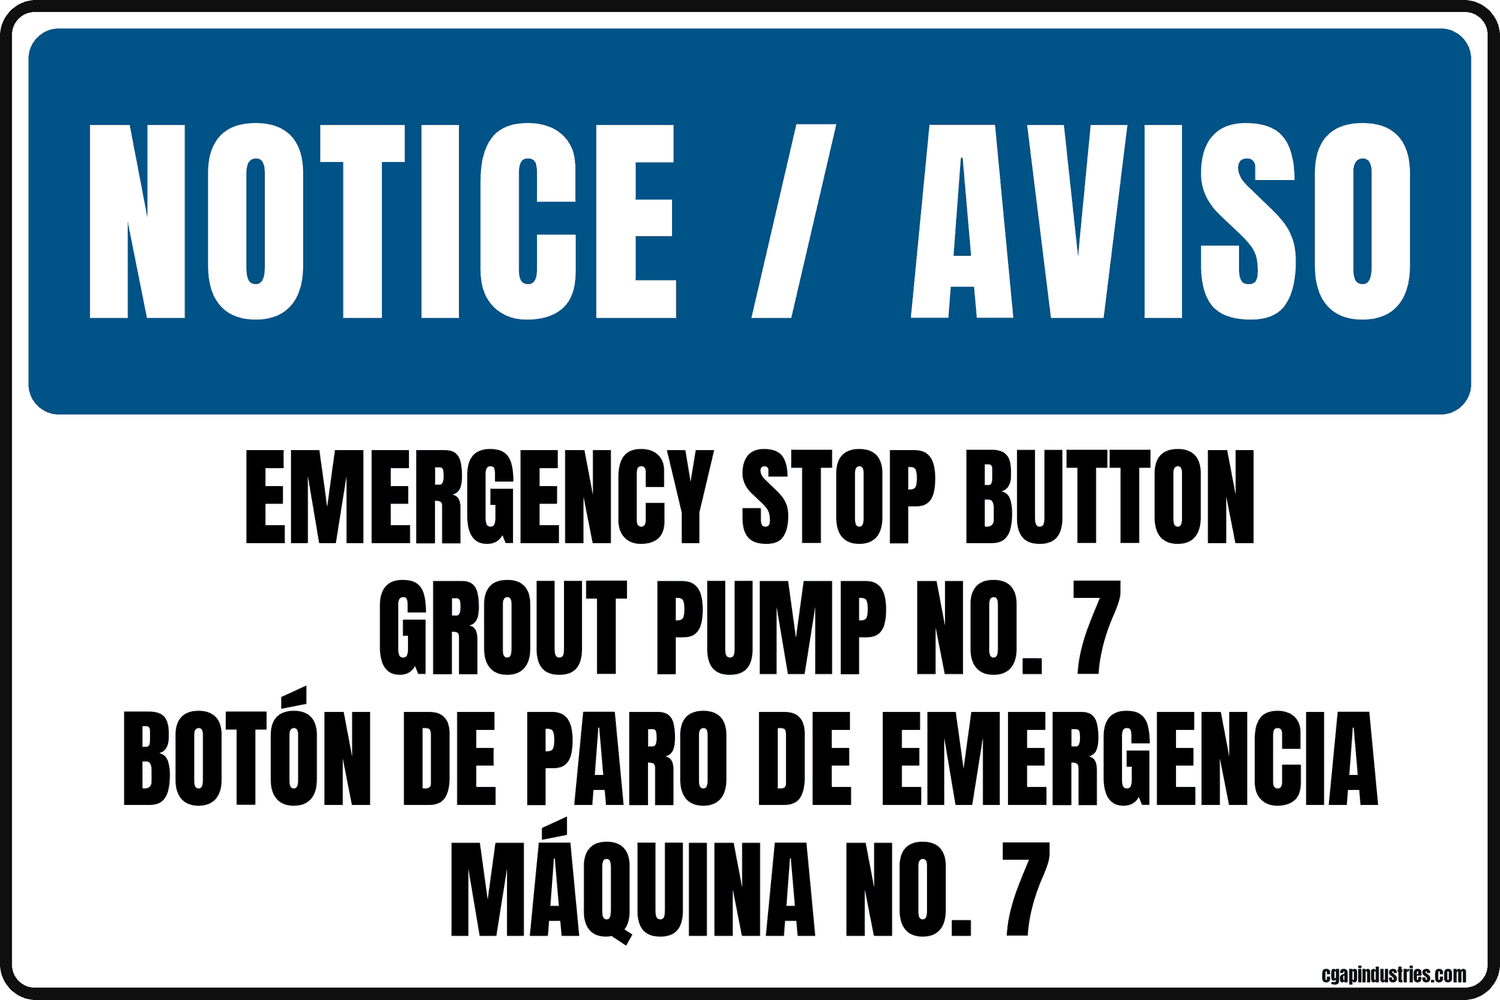 NOTICE / AVISO
EMERGENCY STOP BUTTON
GROUT PUMP NO. 7
BOTÓN DE PARO DE EMERGENCIA
MÁQUINA NO. 7
cgapindustries.com